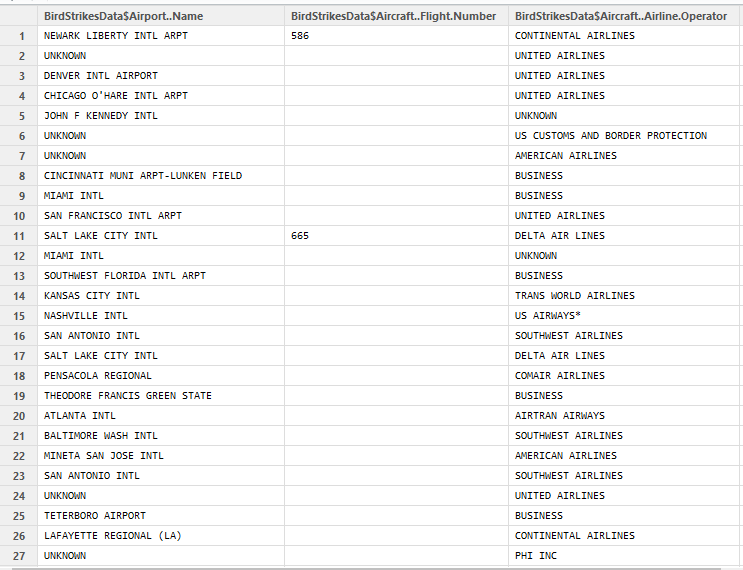 BirdStrikesData$Airport..Name BirdStrikesData$Aircraft..Flight.Number BirdStrikesData$Aircraft..Airline.Operator
1 NEWARK LIBERTY INTL ARPT 586 CONTINENTAL AIRLINES
2 UNKNOWN UNITED AIRLINES
3 DENVER INTL AIRPORT UNITED AIRLINES
4 CHICAGO O'HARE INTL ARPT UNITED AIRLINES
5 JOHN F KENNEDY INTL UNKNOWN
6 UNKNOWN US CUSTOMS AND BORDER PROTECTION
7 UNKNOWN AMERICAN AIRLINES
8 CINCINNATI MUNI ARPT-LUNKEN FIELD BUSINESS
9 MIAMI INTL BUSINESS
10 SAN FRANCISCO INTL ARPT UNITED AIRLINES
11 SALT LAKE CITY INTL 665 DELTA AIR LINES
12 MIAMI INTL UNKNOWN
13 SOUTHWEST FLORIDA INTL ARPT BUSINESS
14 KANSAS CITY INTL TRANS WORLD AIRLINES
15 NASHVILLE INTL US AIRWAYS*
16 SAN ANTONIO INTL SOUTHWEST AIRLINES
17 SALT LAKE CITY INTL DELTA AIR LINES
18 PENSACOLA REGIONAL COMAIR AIRLINES
19 THEODORE FRANCIS GREEN STATE BUSINESS
20 ATLANTA INTL AIRTRAN AIRWAYS
21 BALTIMORE WASH INTL SOUTHWEST AIRLINES
22 MINETA SAN JOSE INTL AMERICAN AIRLINES
23 SAN ANTONIO INTL SOUTHWEST AIRLINES
24 UNKNOWN UNITED AIRLINES
25 TETERBORO AIRPORT BUSINESS
26 LAFAYETTE REGIONAL (LA) CONTINENTAL AIRLINES
27 UNKNOWN PHI INC